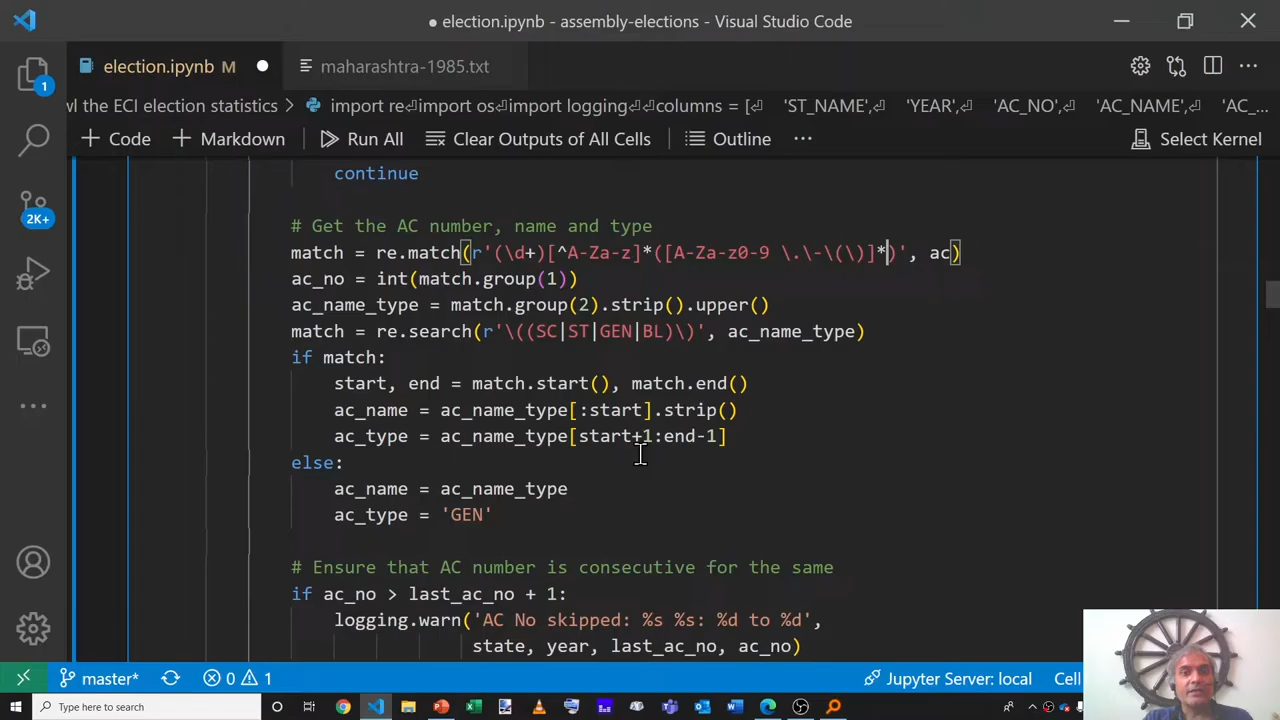 ● election.ipynb - assembly-elections - Visual Studio Code
election.ipynb M ●
maharashtra-1985.txt
wl the ECI election statistics > import re⏎import os⏎import logging⏎⏎columns = [⏎ 'ST_NAME',⏎ 'YEAR',⏎ 'AC_NO',⏎ 'AC_NAME',⏎ 'AC_...
+ Code + Markdown Run All Clear Outputs of All Cells Outline ... Select Kernel
continue
# Get the AC number, name and type
match = re.match(r'(\d+)[^A-Za-z]*([A-Za-z0-9 \.\-\(\)]*)', ac)
ac_no = int(match.group(1))
ac_name_type = match.group(2).strip().upper()
match = re.search(r'\((SC|ST|GEN|BL)\)', ac_name_type)
if match:
start, end = match.start(), match.end()
ac_name = ac_name_type[:start].strip()
ac_type = ac_name_type[start+1:end-1]
else:
ac_name = ac_name_type
ac_type = 'GEN'
# Ensure that AC number is consecutive for the same
if ac_no > last_ac_no + 1:
logging.warn('AC No skipped: %s %s: %d to %d',
state, year, last_ac_no, ac_no)
1
2K+
master* 0 1 Jupyter Server: local Cell
Type here to search